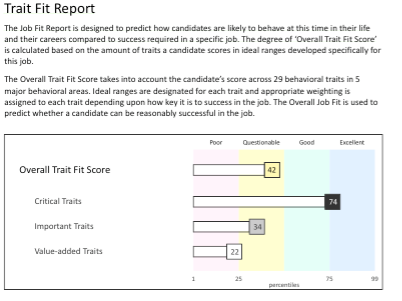 Trait Fit Report
The Job Fit Report is designed to predict how candidates are likely to behave at this time in their life
and their careers compared to success required in a specific job. The degree of 'Overall Trait Fit Score'
is calculated based on the amount of traits a candidate scores in ideal ranges developed specifically for
this job.
The Overall Trait Fit Score takes into account the candidate's score across 29 behavioral traits in 5
major behavioral areas. Ideal ranges are designated for each trait and appropriate weighting is
assigned to each trait depending upon how key it is to success in the job. The Overall Job Fit is used to
predict whether a candidate can be reasonably successful in the job.
Poor Questionable Good Excellent
Overall Trait Fit Score 42
Critical Traits 74
Important Traits 34
Value-added Traits 22
1 25 50 75 99
percentiles